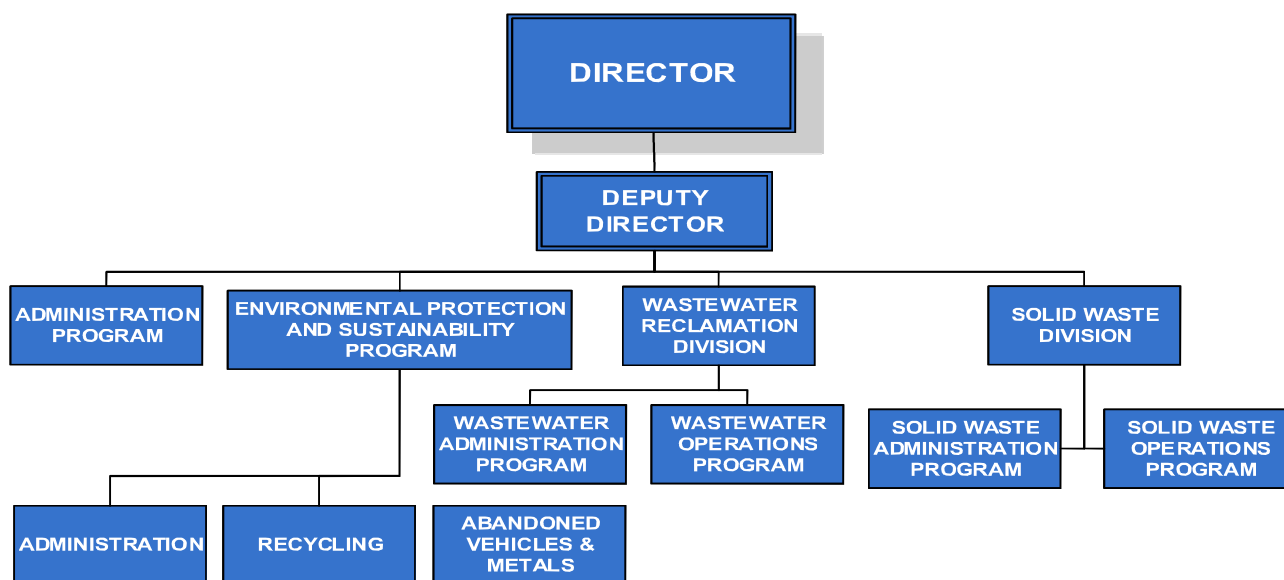 DIRECTOR
DEPUTY
DIRECTOR
ADMINISTRATION
PROGRAM
ENVIRONMENTAL PROTECTION
AND SUSTAINABILITY
PROGRAM
WASTEWATER
RECLAMATION
DIVISION
SOLID WASTE
DIVISION
WASTEWATER
ADMINISTRATION
PROGRAM
WASTEWATER
OPERATIONS
PROGRAM
SOLID WASTE
ADMINISTRATION
PROGRAM
SOLID WASTE
OPERATIONS
PROGRAM
ADMINISTRATION
RECYCLING
ABANDONED
VEHICLES &
METALS